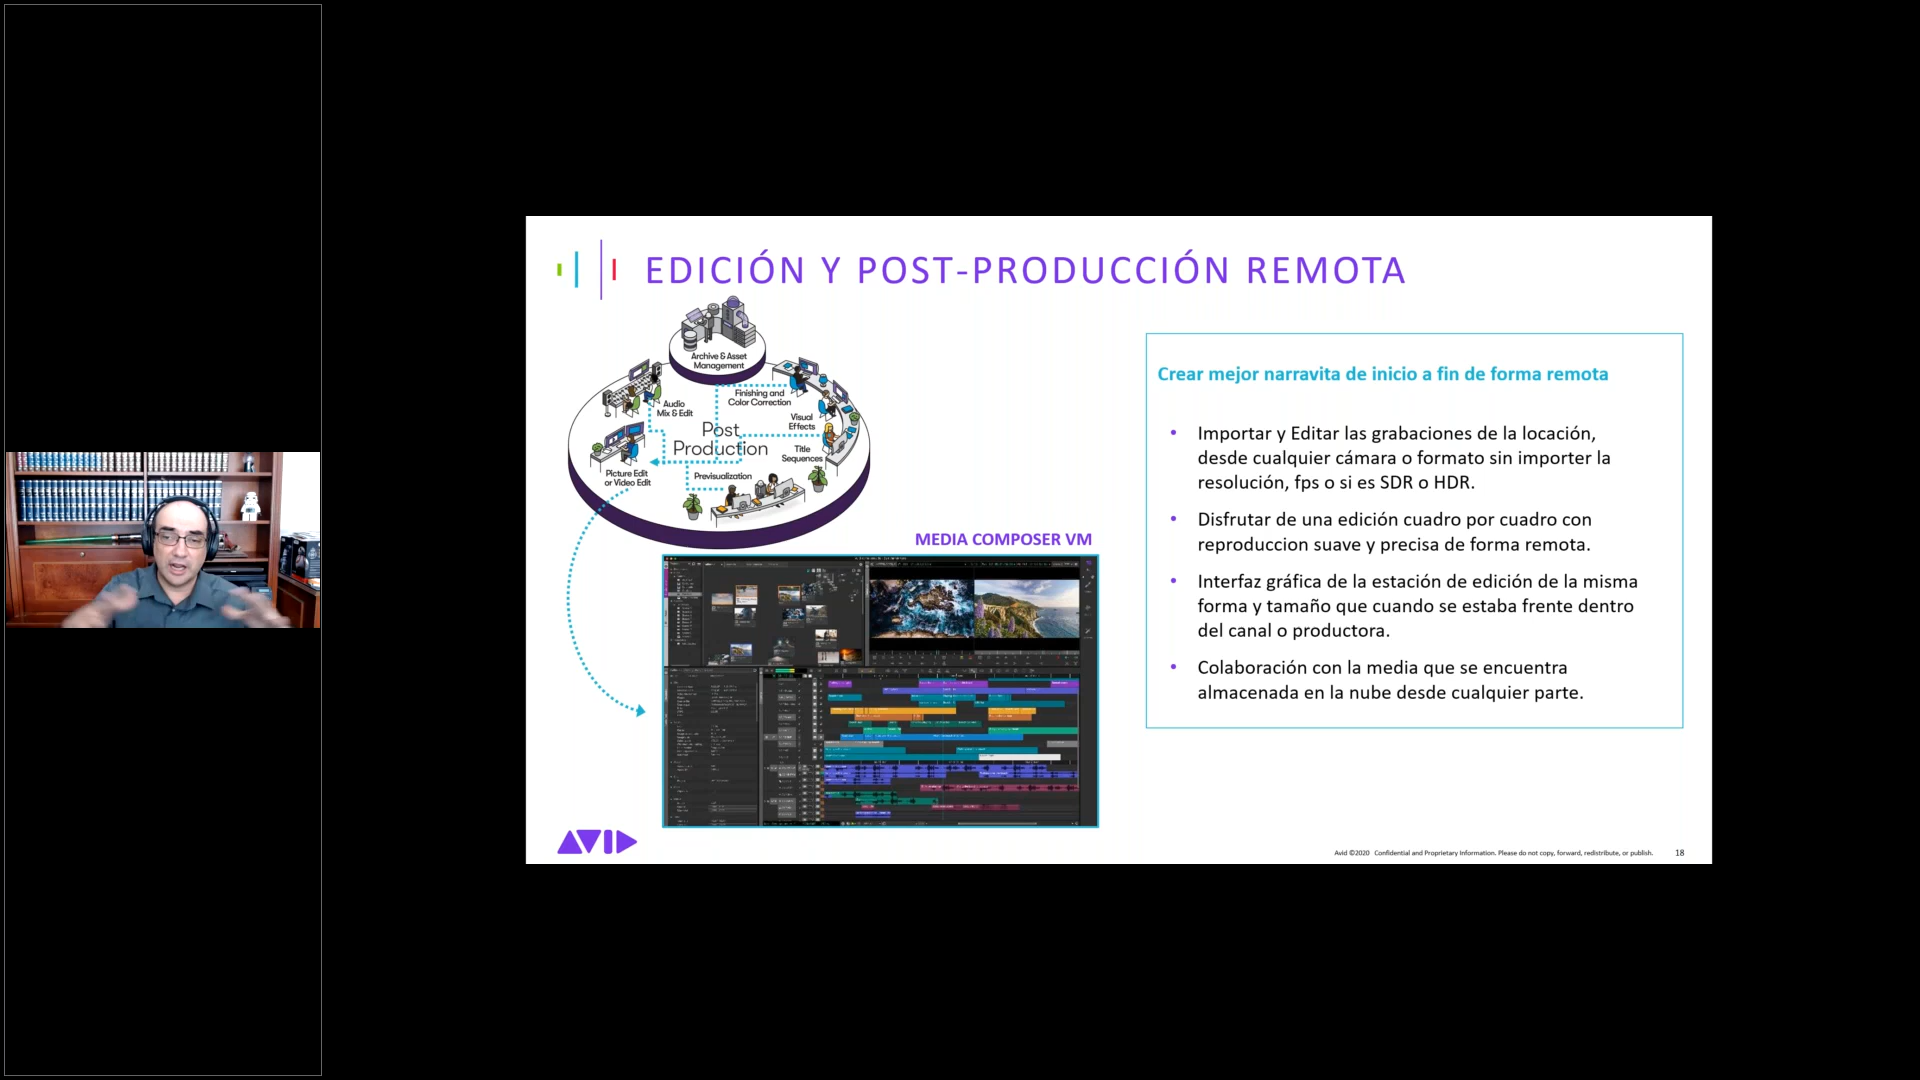 EDICIÓN Y POST-PRODUCCIÓN REMOTA
Archive & Asset
Management
Finishing and
Color Correction
Audio
Mix & Edit
Visual
Effects
Post
Production
Title
Sequences
Picture Edit
or Video Edit
Previsualization
MEDIA COMPOSER VM
Crear mejor narravita de inicio a fin de forma remota
• Importar y Editar las grabaciones de la locación,
desde cualquier cámara o formato sin importer la
resolución, fps o si es SDR o HDR.
• Disfrutar de una edición cuadro por cuadro con
reproduccion suave y precisa de forma remota.
• Interfaz gráfica de la estación de edición de la misma
forma y tamaño que cuando se estaba frente dentro
del canal o productora.
• Colaboración con la media que se encuentra
almacenada en la nube desde cualquier parte.
AVID
Avid ©2020 Confidential and Proprietary Information. Please do not copy, forward, redistribute, or publish.
18